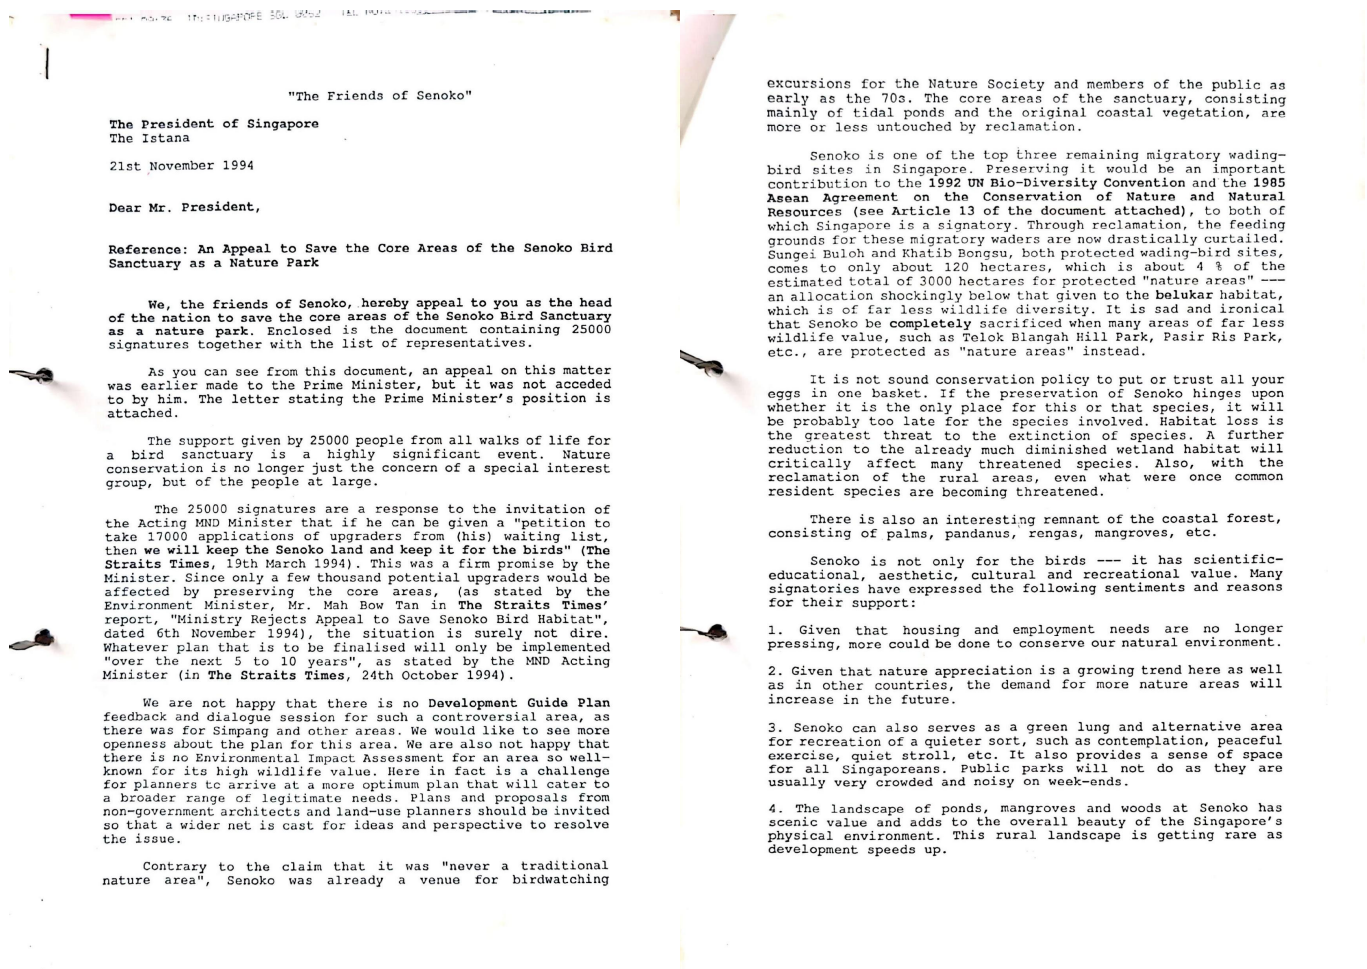 "The Friends of Senoko"
The President of Singapore
The Istana
21st November 1994
Dear Mr. President,
Reference: An Appeal to Save the Core Areas of the Senoko Bird
Sanctuary as a Nature Park
We, the friends of Senoko, hereby appeal to you as the head
of the nation to save the core areas of the Senoko Bird Sanctuary
as a nature park. Enclosed is the document containing 25000
signatures together with the list of representatives.
As you can see from this document, an appeal on this matter
was earlier made to the Prime Minister, but it was not acceded
to by him. The letter stating the Prime Minister's position is
attached.
The support given by 25000 people from all walks of life for
a bird sanctuary is a highly significant event. Nature
conservation is no longer just the concern of a special interest
group, but of the people at large.
The 25000 signatures are a response to the invitation of
the Acting MND Minister that if he can be given a "petition to
take 17000 applications of upgraders from (his) waiting list,
then we will keep the Senoko land and keep it for the birds" (The
Straits Times, 19th March 1994). This was a firm promise by the
Minister. Since only a few thousand potential upgraders would be
affected by preserving the core areas, (as stated by the
Environment Minister, Mr. Mah Bow Tan in The Straits Times'
report, "Ministry Rejects Appeal to Save Senoko Bird Habitat",
dated 6th November 1994), the situation is surely not dire.
Whatever plan that is to be finalised will only be implemented
"over the next 5 to 10 years", as stated by the MND Acting
Minister (in The Straits Times, 24th October 1994).
We are not happy that there is no Development Guide Plan
feedback and dialogue session for such a controversial area, as
there was for Simpang and other areas. We would like to see more
openness about the plan for this area. We are also not happy that
there is no Environmental Impact Assessment for an area so well-
known for its high wildlife value. Here in fact is a challenge
for planners to arrive at a more optimum plan that will cater to
a broader range of legitimate needs. Plans and proposals from
non-government architects and land-use planners should be invited
so that a wider net is cast for ideas and perspective to resolve
the issue.
Contrary to the claim that it was "never a traditional
nature area", Senoko was already a venue for birdwatching
excursions for the Nature Society and members of the public as
early as the 70s. The core areas of the sanctuary, consisting
mainly of tidal ponds and the original coastal vegetation, are
more or less untouched by reclamation.
Senoko is one of the top three remaining migratory wading-
bird sites in Singapore. Preserving it would be an important
contribution to the 1992 UN Bio-Diversity Convention and the 1985
Asean Agreement on the Conservation of Nature and Natural
Resources (see Article 13 of the document attached), to both of
which Singapore is a signatory. Through reclamation, the feeding
grounds for these migratory waders are now drastically curtailed.
Sungei Buloh and Khatib Bongsu, both protected wading-bird sites,
comes to only about 120 hectares, which is about 4 % of the
estimated total of 3000 hectares for protected "nature areas" ---
an allocation shockingly below that given to the belukar habitat,
which is of far less wildlife diversity. It is sad and ironical
that Senoko be completely sacrificed when many areas of far less
wildlife value, such as Telok Blangah Hill Park, Pasir Ris Park,
etc., are protected as "nature areas" instead.
It is not sound conservation policy to put or trust all your
eggs in one basket. If the preservation of Senoko hinges upon
whether it is the only place for this or that species, it will
be probably too late for the species involved. Habitat loss is
the greatest threat to the extinction of species. A further
reduction to the already much diminished wetland habitat will
critically affect many threatened species. Also, with the
reclamation of the rural areas, even what were once common
resident species are becoming threatened.
There is also an interesting remnant of the coastal forest,
consisting of palms, pandanus, rengas, mangroves, etc.
Senoko is not only for the birds --- it has scientific-
educational, aesthetic, cultural and recreational value. Many
signatories have expressed the following sentiments and reasons
for their support:
1. Given that housing and employment needs are no longer
pressing, more could be done to conserve our natural environment.
2. Given that nature appreciation is a growing trend here as well
as in other countries, the demand for more nature areas will
increase in the future.
3. Senoko can also serves as a green lung and alternative area
for recreation of a quieter sort, such as contemplation, peaceful
exercise, quiet stroll, etc. It also provides a sense of space
for all Singaporeans. Public parks will not do as they are
usually very crowded and noisy on week-ends.
4. The landscape of ponds, mangroves and woods at Senoko has
scenic value and adds to the overall beauty of the Singapore's
physical environment. This rural landscape is getting rare as
development speeds up.